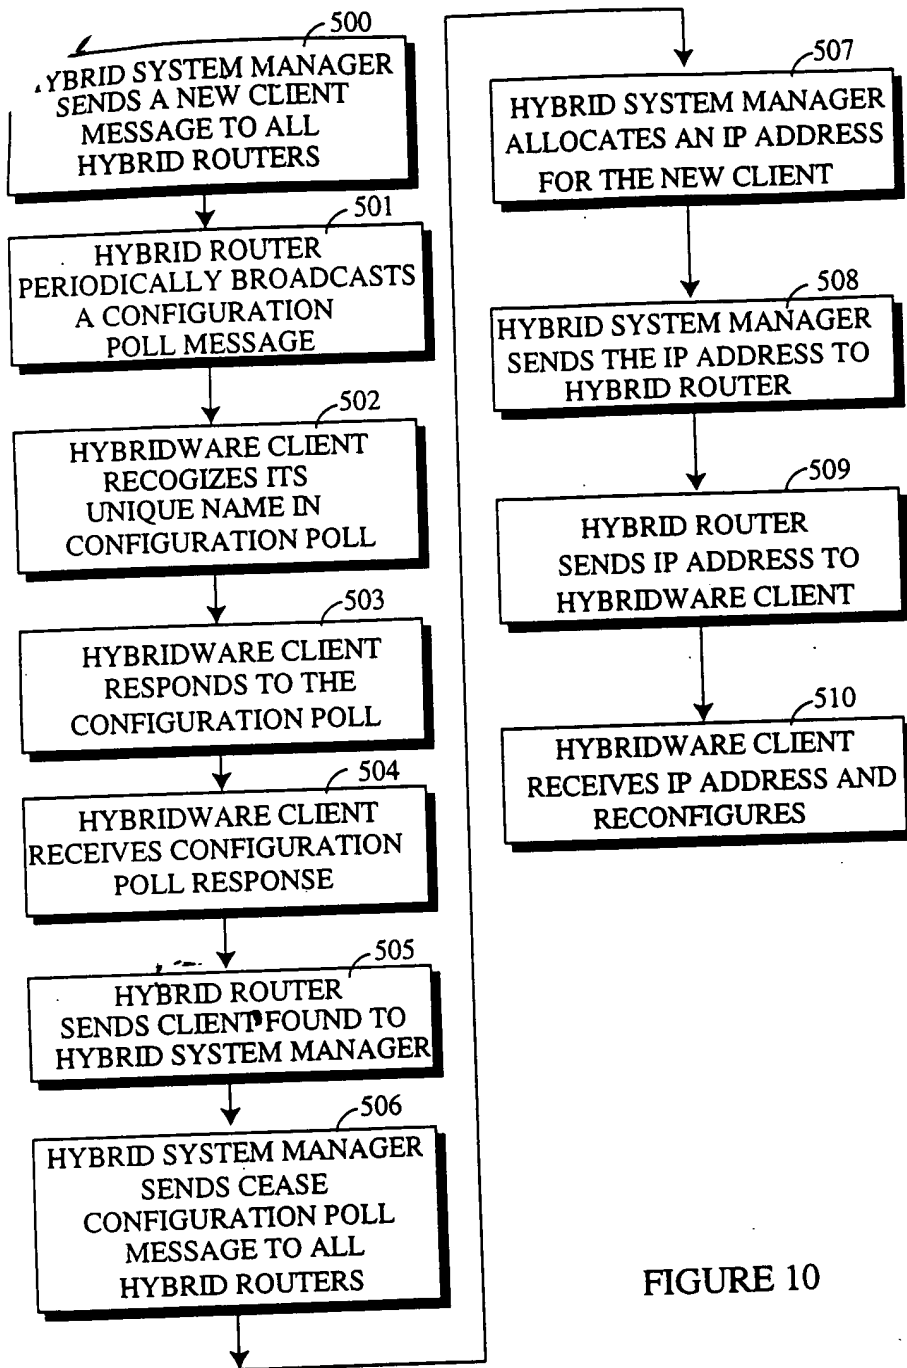 500
YBRID SYSTEM MANAGER
SENDS A NEW CLIENT
MESSAGE TO ALL
HYBRID ROUTERS
501
HYBRID ROUTER
PERIODICALLY BROADCASTS
A CONFIGURATION
POLL MESSAGE
502
HYBRIDWARE CLIENT
RECOGIZES ITS
UNIQUE NAME IN
CONFIGURATION POLL
503
HYBRIDWARE CLIENT
RESPONDS TO THE
CONFIGURATION POLL
504
HYBRIDWARE CLIENT
RECEIVES CONFIGURATION
POLL RESPONSE
505
HYBRID ROUTER
SENDS CLIENT FOUND TO
HYBRID SYSTEM MANAGER
506
HYBRID SYSTEM MANAGER
SENDS CEASE
CONFIGURATION POLL
MESSAGE TO ALL
HYBRID ROUTERS
507
HYBRID SYSTEM MANAGER
ALLOCATES AN IP ADDRESS
FOR THE NEW CLIENT
508
HYBRID SYSTEM MANAGER
SENDS THE IP ADDRESS TO
HYBRID ROUTER
509
HYBRID ROUTER
SENDS IP ADDRESS TO
HYBRIDWARE CLIENT
510
HYBRIDWARE CLIENT
RECEIVES IP ADDRESS AND
RECONFIGURES
FIGURE 10